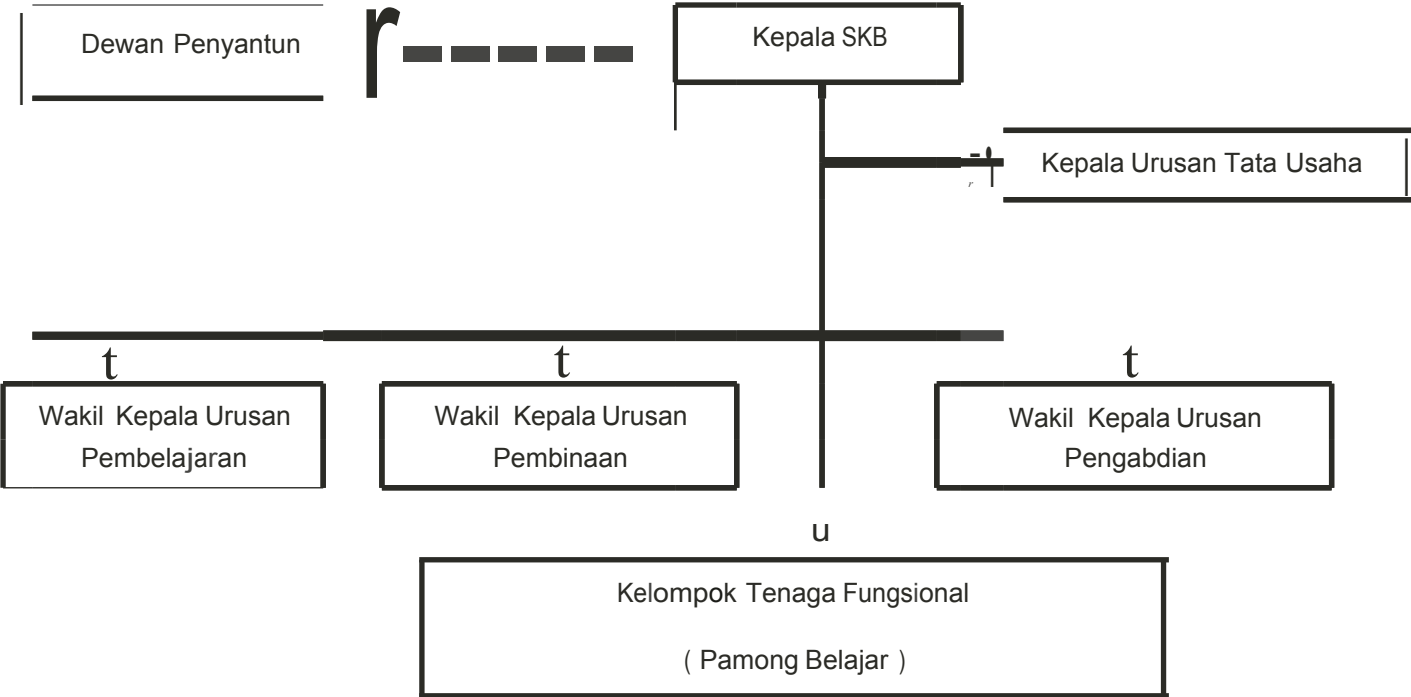 Dewan Penyantun
r
Kepala SKB
Kepala Urusan Tata Usaha
r
t
t
t
Wakil Kepala Urusan
Pembelajaran
Wakil Kepala Urusan
Pembinaan
Wakil Kepala Urusan
Pengabdian
u
Kelompok Tenaga Fungsional
( Pamong Belajar )